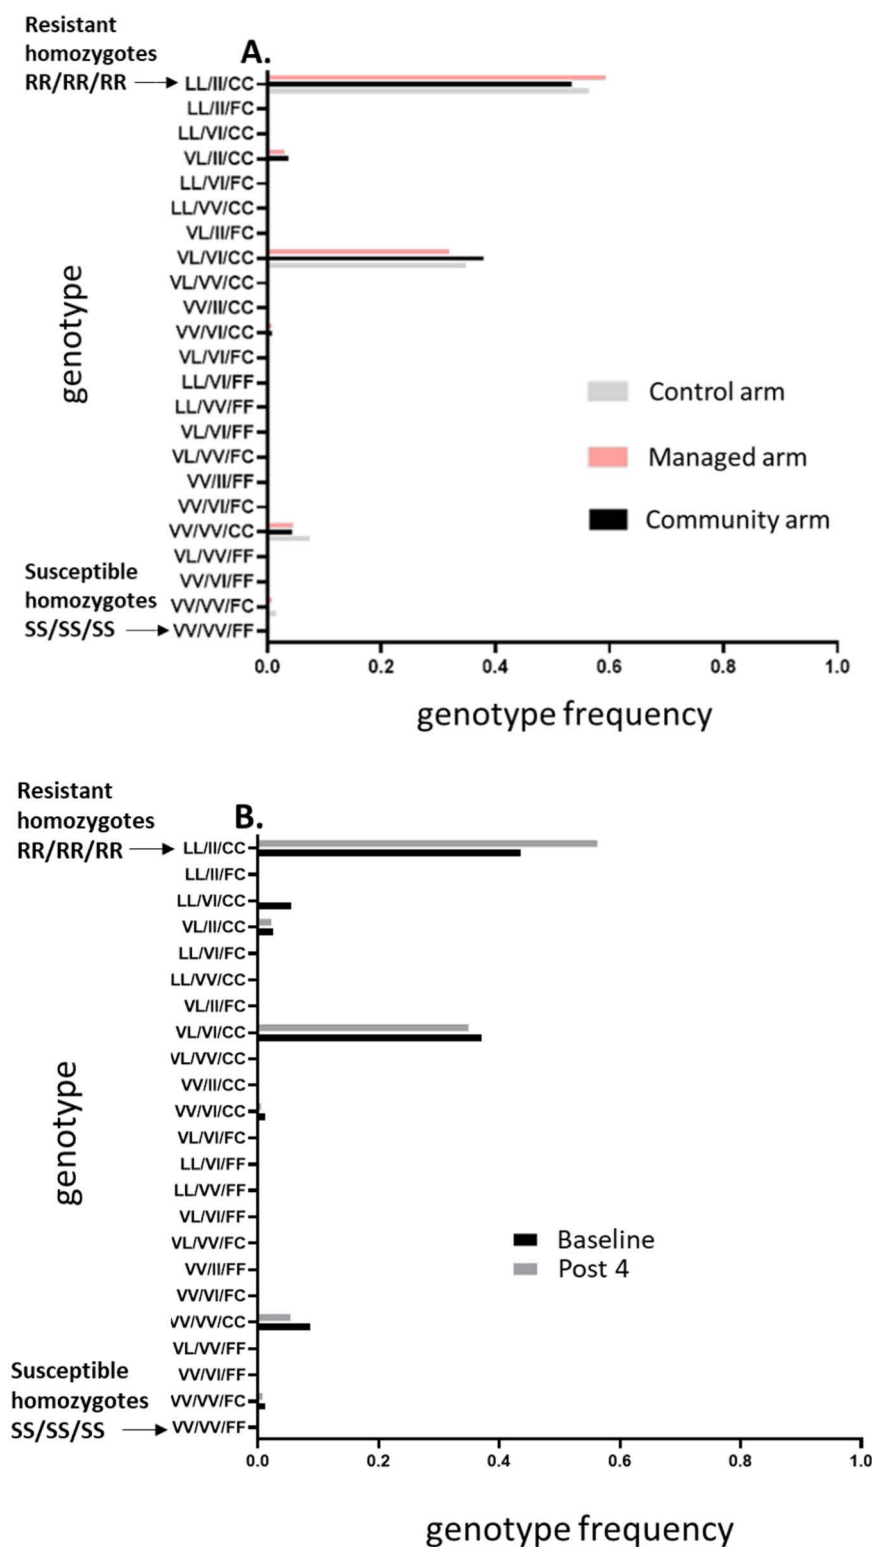 Resistant
homozygotes
RR/RR/RR
A.
LL/II/CC
LL/II/FC
LL/VI/CC
VL/II/CC
LL/VI/FC
LL/VV/CC
VL/II/FC
VL/VI/CC
VL/VV/CC
VV/II/CC
VV/VI/CC
VL/VI/FC
LL/VI/FF
LL/VV/FF
VL/VI/FF
VL/VV/FC
VV/II/FF
VV/VI/FC
VV/VV/CC
VL/VV/FF
VV/VI/FF
VV/VV/FC
VV/VV/FF
genotype
Control arm
Managed arm
Community arm
Susceptible
homozygotes
SS/SS/SS
0.0 0.2 0.4 0.6 0.8 1.0
genotype frequency
Resistant
homozygotes
RR/RR/RR
B.
LL/II/CC
LL/II/FC
LL/VI/CC
VL/II/CC
LL/VI/FC
LL/VV/CC
VL/II/FC
VL/VI/CC
VL/VV/CC
VV/II/CC
VV/VI/CC
VL/VI/FC
LL/VI/FF
LL/VV/FF
VL/VI/FF
VL/VV/FC
VV/II/FF
VV/VI/FC
VV/VV/CC
VL/VV/FF
VV/VI/FF
VV/VV/FC
VV/VV/FF
genotype
Baseline
Post 4
Susceptible
homozygotes
SS/SS/SS
0.0 0.2 0.4 0.6 0.8 1.0
genotype frequency